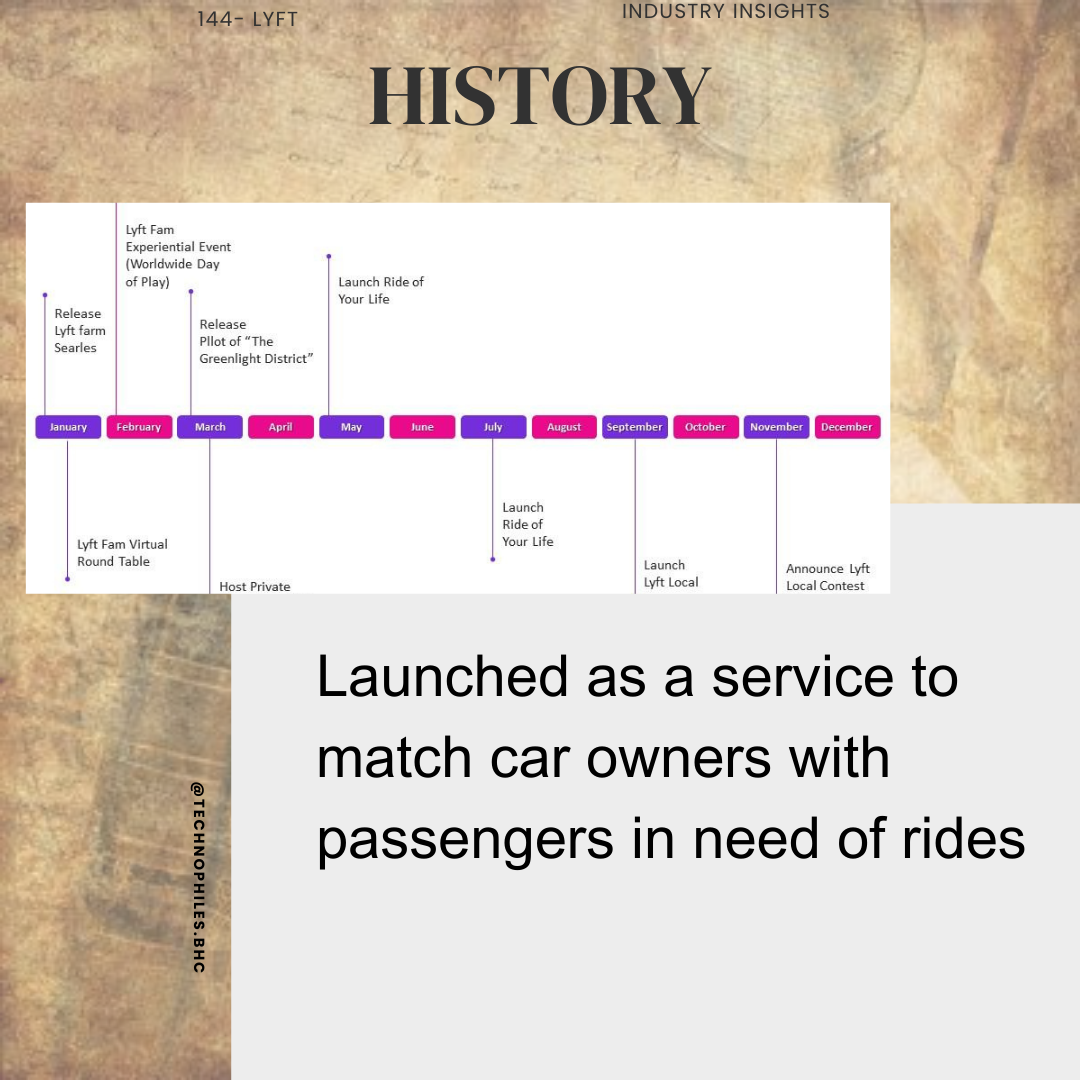 144- LYFT
INDUSTRY INSIGHTS
HISTORY
Lyft Fam
Experiential Event
(Worldwide Day
of Play)
Launch Ride of
Your Life
Release
Lyft farm
Searles
Release
Pllot of “The
Greenlight District”
January
February
March
April
May
June
July
August
September
October
November
December
Lyft Fam Virtual
Round Table
Host Private
Launch
Ride of
Your Life
Launch
Lyft Local
Announce Lyft
Local Contest
Launched as a service to
match car owners with
passengers in need of rides
@TECHNOPHILES.BHC